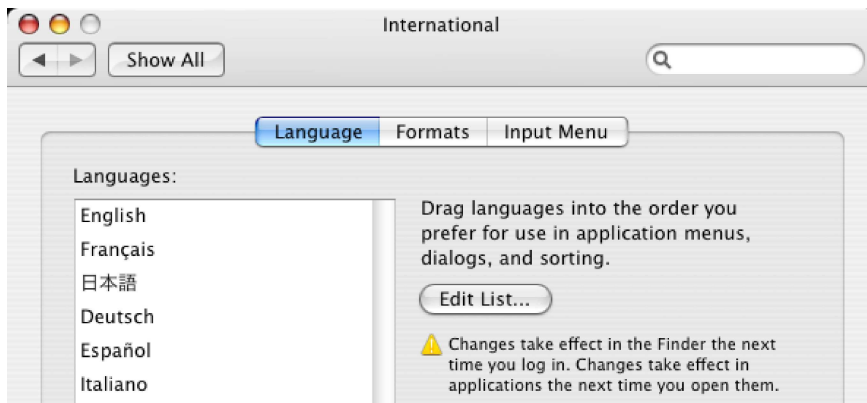 International
Show All
Language Formats Input Menu
Languages:
English
Français
日本語
Deutsch
Español
Italiano
Drag languages into the order you
prefer for use in application menus,
dialogs, and sorting.
Edit List...
Changes take effect in the Finder the next
time you log in. Changes take effect in
applications the next time you open them.